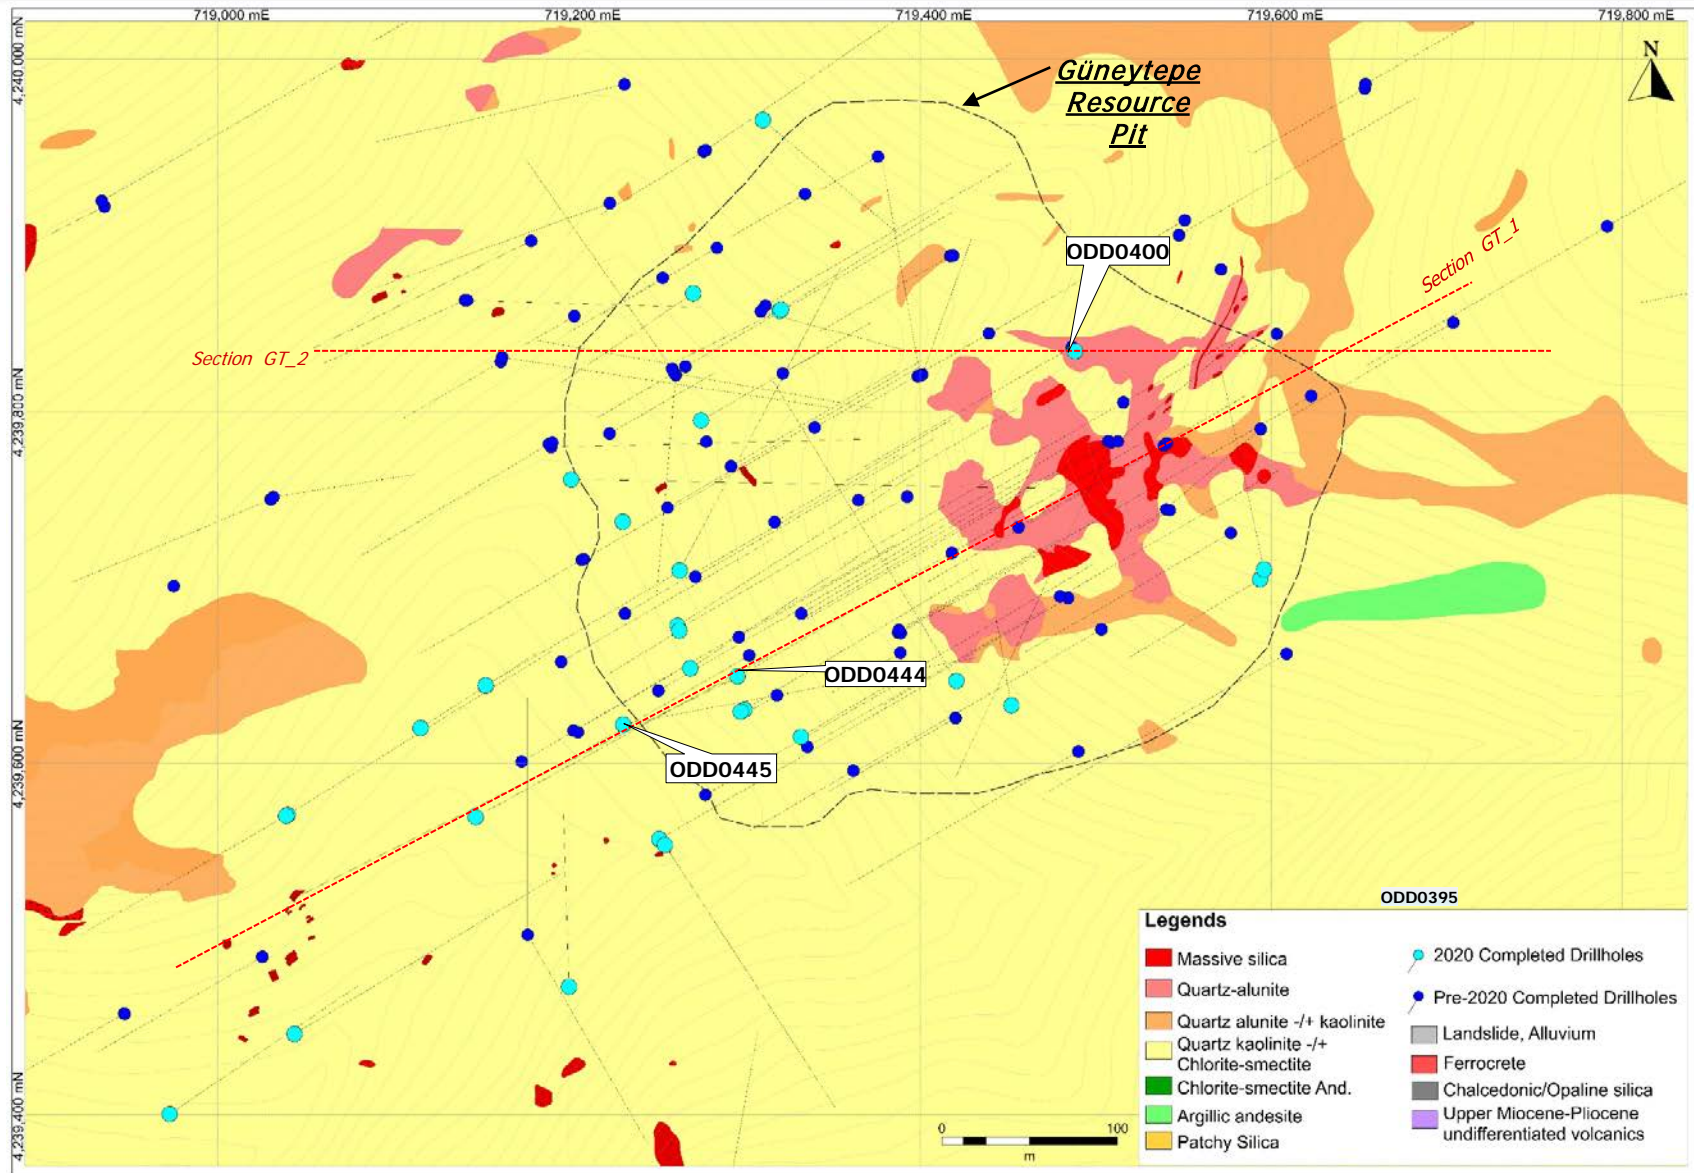 719,000 mE
719,200 mE
719,400 mE
719,600 mE
719,800 mE
4,240,000 mN
4,239,800 mN
4,239,600 mN
4,239,400 mN
N
Güneytepe
Resource
Pit
ODD0400
Section GT_1
Section GT_2
ODD0444
ODD0445
ODD0395
Legends
Massive silica
Quartz-alunite
Quartz alunite -/+ kaolinite
Quartz kaolinite -/+
Chlorite-smectite
Chlorite-smectite And.
Argillic andesite
Patchy Silica
2020 Completed Drillholes
Pre-2020 Completed Drillholes
Landslide, Alluvium
Ferrocrete
Chalcedonic/Opaline silica
Upper Miocene-Pliocene
undifferentiated volcanics
0
100
m